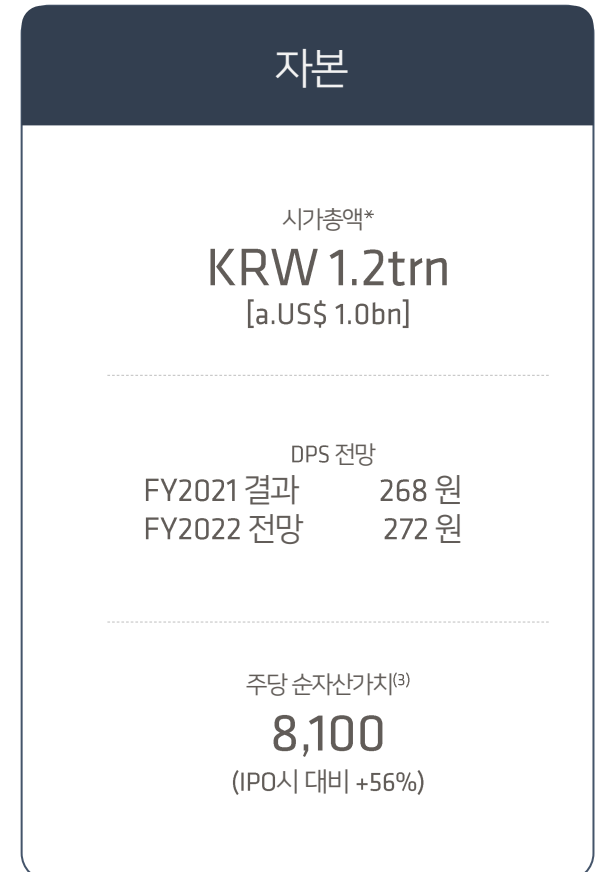 자본
시가총액*
KRW 1.2trn
[a.US$ 1.0bn]
DPS 전망
FY2021 결과 268 원
FY2022 전망 272 원
주당 순자산가치(3)
8,100
(IPO시 대비 +56%)